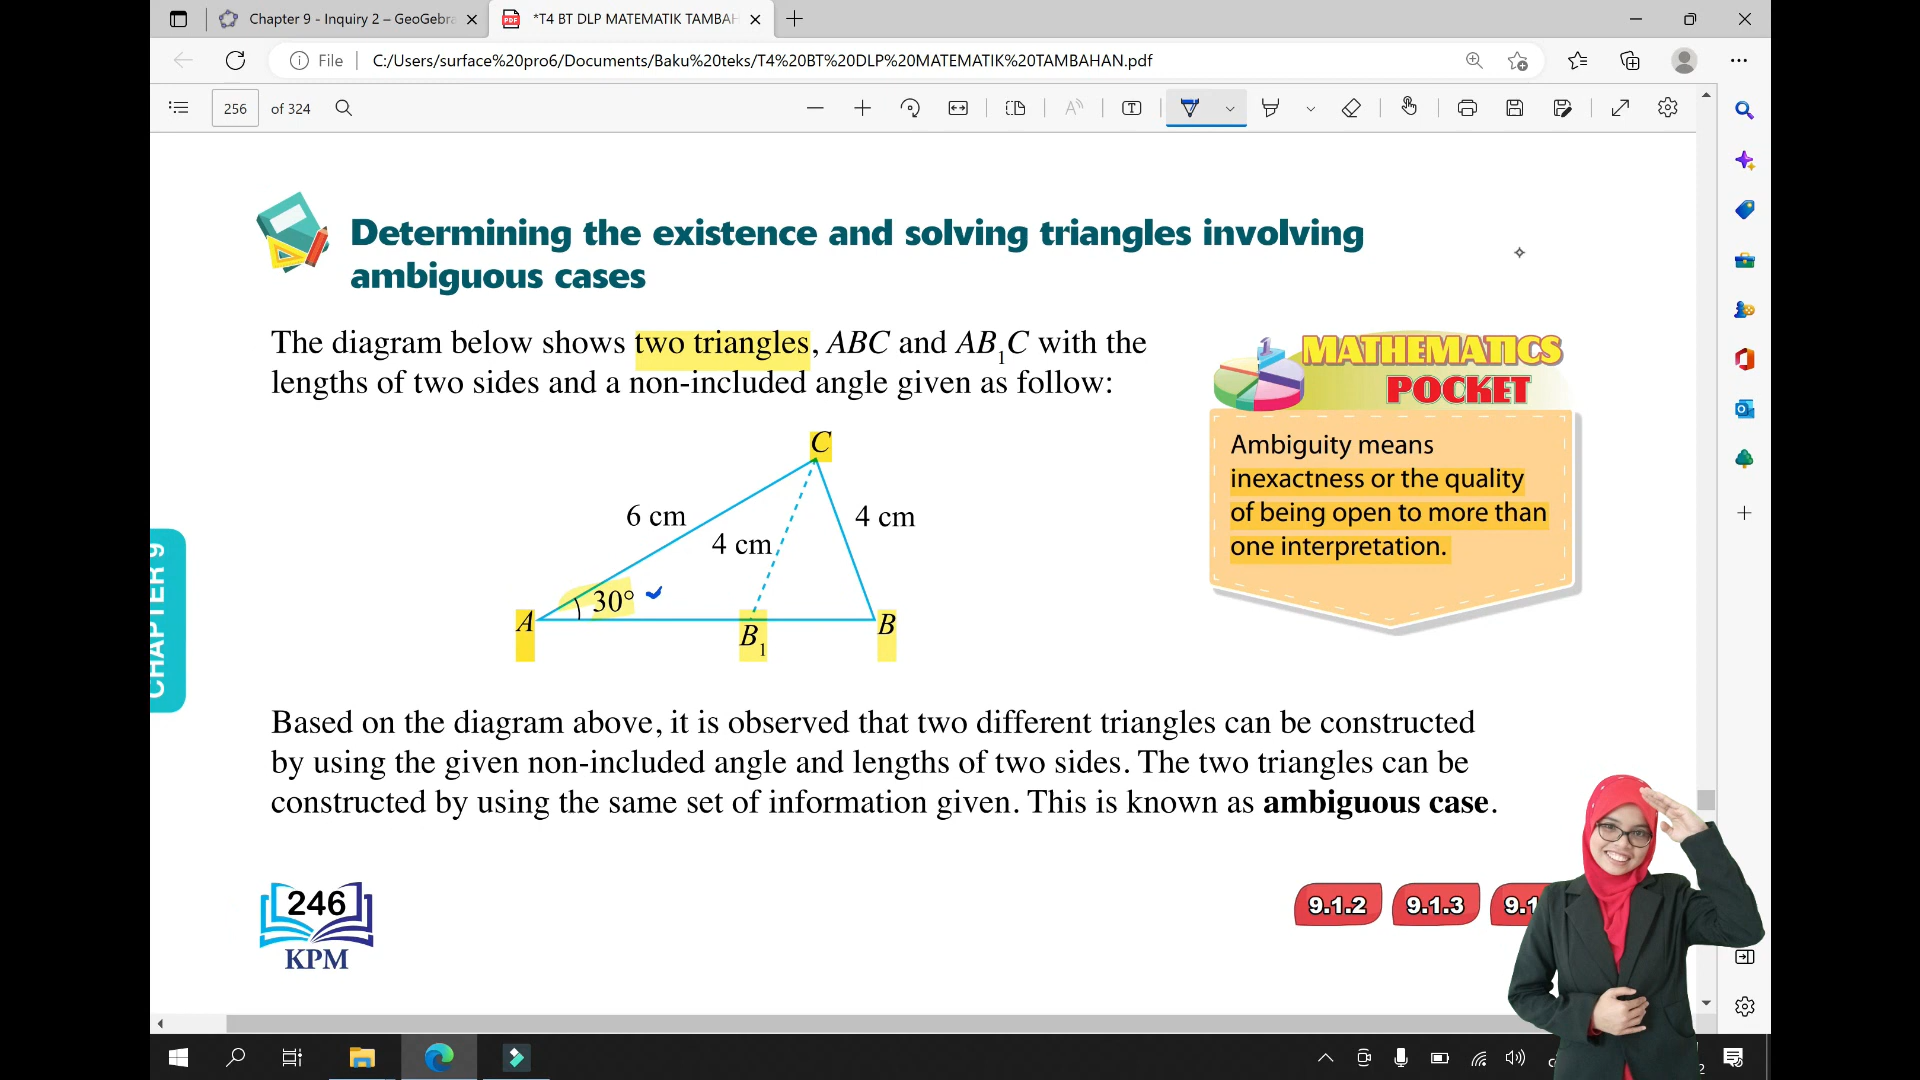 Chapter 9 - Inquiry 2 – GeoGebra
*T4 BT DLP MATEMATIK TAMBAH
File
C:/Users/surface%20pro6/Documents/Baku%20teks/T4%20BT%20DLP%20MATEMATIK%20TAMBAHAN.pdf
256 of 324
Determining the existence and solving triangles involving
ambiguous cases
The diagram below shows two triangles, ABC and AB₁C with the
lengths of two sides and a non-included angle given as follow:
MATHEMATICS
POCKET
Ambiguity means
inexactness or the quality
of being open to more than
one interpretation.
C
6 cm
4 cm
4 cm
30°
A
B₁
B
CHAPTER 9
Based on the diagram above, it is observed that two different triangles can be constructed
by using the given non-included angle and lengths of two sides. The two triangles can be
constructed by using the same set of information given. This is known as ambiguous case.
246
KPM
9.1.2 9.1.3 9.1